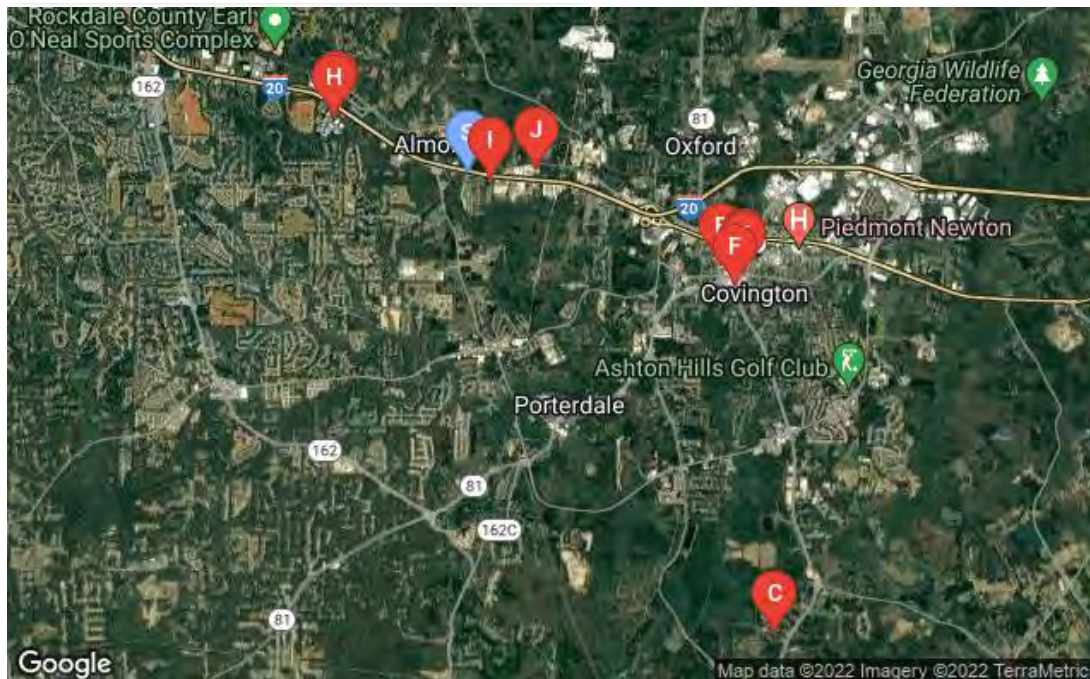 Rockdale County Earl
O'Neal Sports Complex
162
20
H
Georgia Wildlife
Federation
81
S
I
J
Oxford
20
H
Piedmont Newton
F
Covington
Ashton Hills Golf Club
Porterdale
162
81
162C
C
81
Google
Map data ©2022 Imagery ©2022 TerraMetric